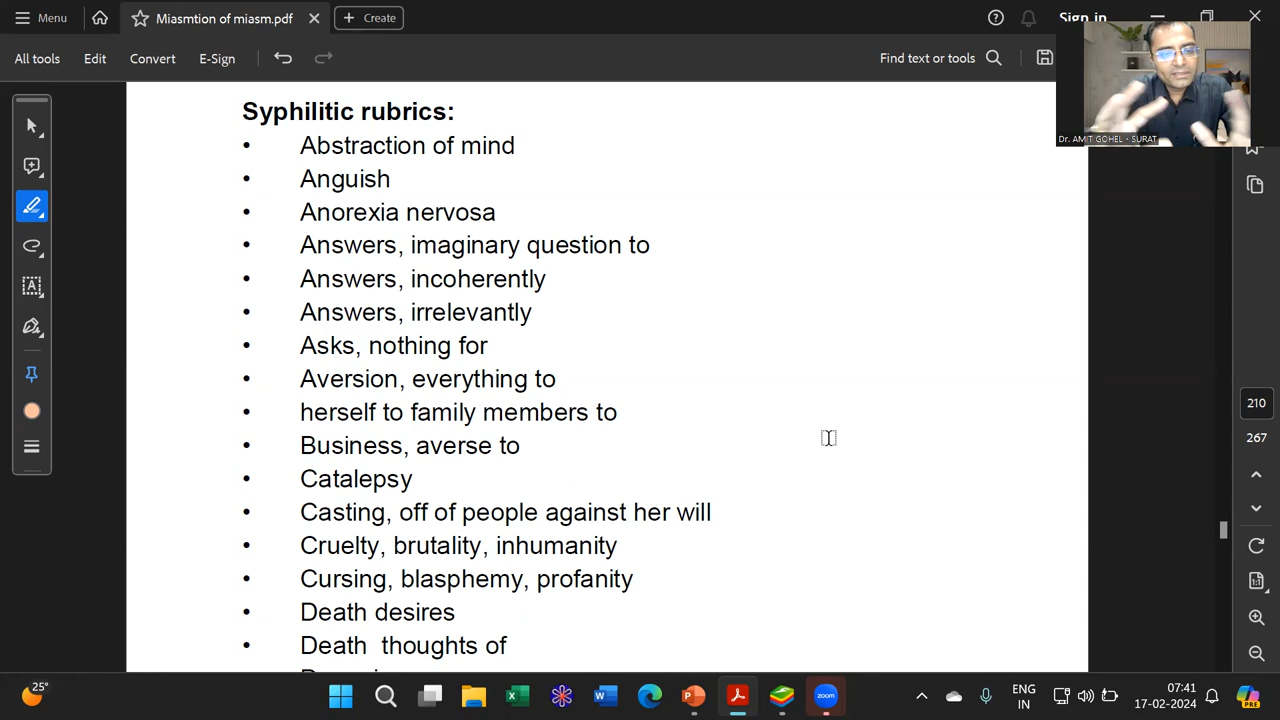 Menu
Miasmtion of miasm.pdf
Create
Sign in
All tools
Edit
Convert
E-Sign
Find text or tools
Dr. AMIT GOHEL - SURAT
Syphilitic rubrics:
• Abstraction of mind
• Anguish
• Anorexia nervosa
• Answers, imaginary question to
• Answers, incoherently
• Answers, irrelevantly
• Asks, nothing for
• Aversion, everything to
• herself to family members to
• Business, averse to
• Catalepsy
• Casting, off of people against her will
• Cruelty, brutality, inhumanity
• Cursing, blasphemy, profanity
• Death desires
• Death  thoughts of
210
267
25°
ENG
IN
07:41
17-02-2024
PRE